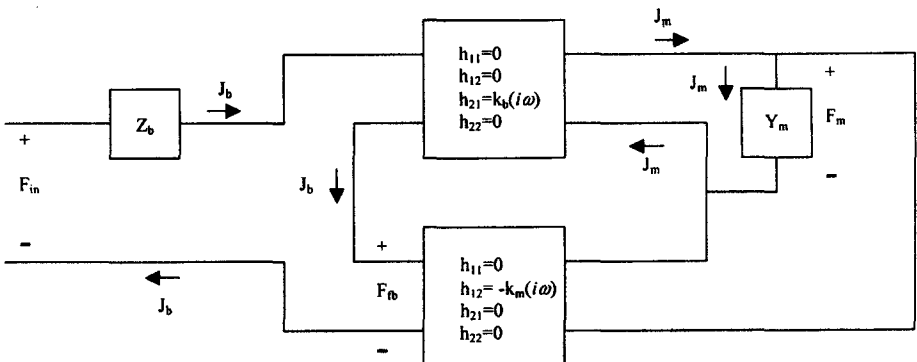 J_m
h_11=0
h_12=0
h_21=k_b(iω)
h_22=0
J_b
Z_b
J_m
+
Y_m
F_m
-
+
F_in
-
J_b
J_m
+
F_fb
-
h_11=0
h_12= -k_m(iω)
h_21=0
h_22=0
J_b